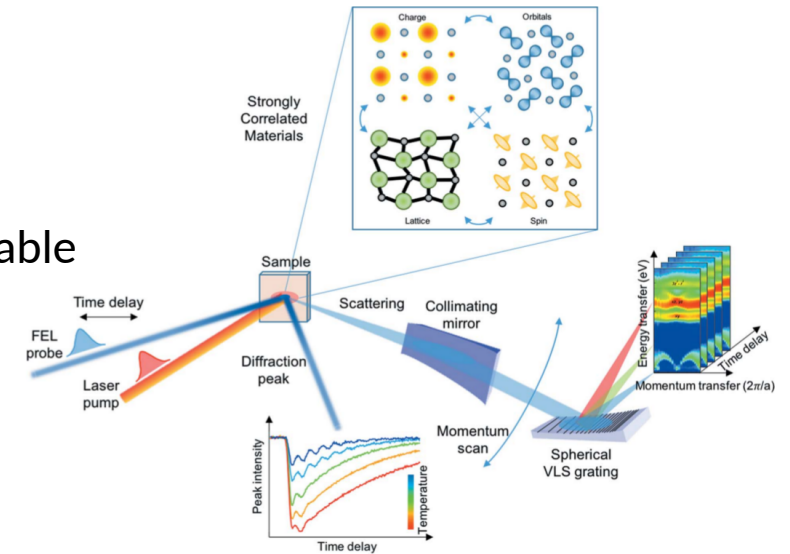 Charge
Orbitals
Strongly
Correlated
Materials
Lattice
Spin
able
Sample
Time delay
FEL
probe
Laser
pump
Scattering
Collimating
mirror
Diffraction
peak
Momentum
scan
Spherical
VLS grating
Energy transfer (eV)
Time delay
Momentum transfer (2π/a)
Peak intensity
Temperature
Time delay